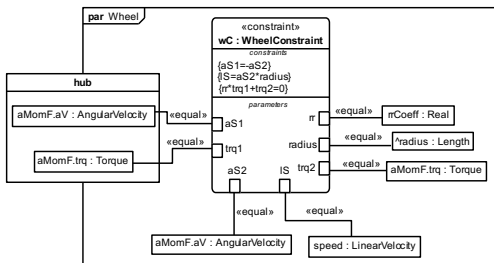 par Wheel
«constraint»
wC : WheelConstraint
constraints
{aS1=-aS2}
{lS=aS2*radius}
{rr*trq1+trq2=0}
parameters
hub
aMomF.aV : AngularVelocity
«equal»
aS1
rr
«equal»
rrCoeff : Real
aMomF.trq : Torque
«equal»
trq1
radius
«equal»
^radius : Length
trq2
«equal»
aMomF.trq : Torque
aS2
lS
«equal»
«equal»
aMomF.aV : AngularVelocity
speed : LinearVelocity